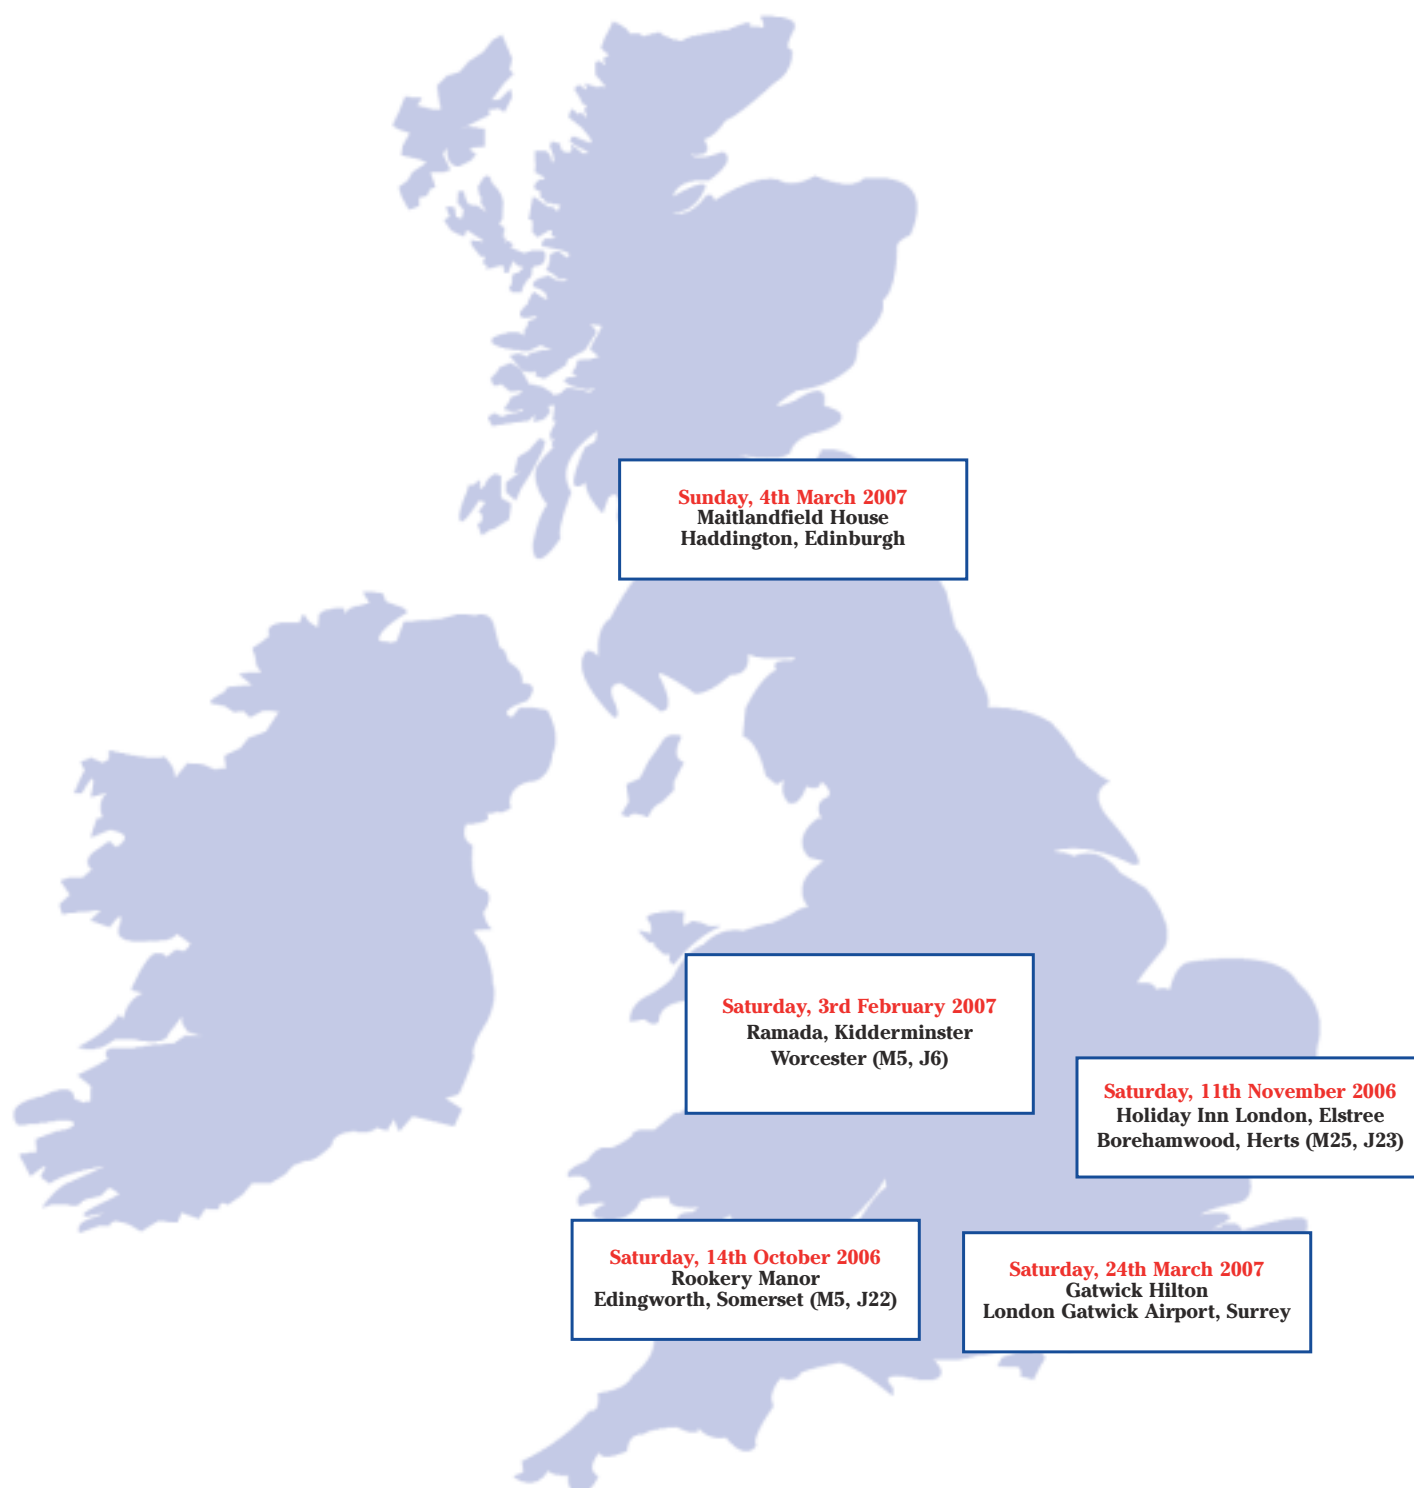 Sunday, 4th March 2007
Maitlandfield House
Haddington, Edinburgh
Saturday, 3rd February 2007
Ramada, Kidderminster
Worcester (M5, J6)
Saturday, 11th November 2006
Holiday Inn London, Elstree
Borehamwood, Herts (M25, J23)
Saturday, 14th October 2006
Rookery Manor
Edingworth, Somerset (M5, J22)
Saturday, 24th March 2007
Gatwick Hilton
London Gatwick Airport, Surrey